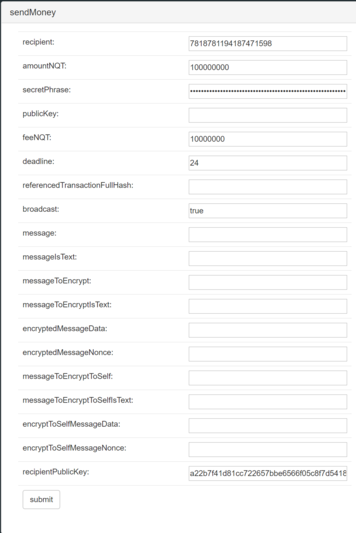 sendMoney
recipient: 7818781194187471598
amountNQT: 100000000
secretPhrase:
publicKey:
feeNQT: 10000000
deadline: 24
referencedTransactionFullHash:
broadcast: true
message:
messageIsText:
messageToEncrypt:
messageToEncryptIsText:
encryptedMessageData:
encryptedMessageNonce:
messageToEncryptToSelf:
messageToEncryptToSelfIsText:
encryptToSelfMessageData:
encryptToSelfMessageNonce:
recipientPublicKey: a22b7f41d81cc722657bbe6566f05c8f7d5418
submit